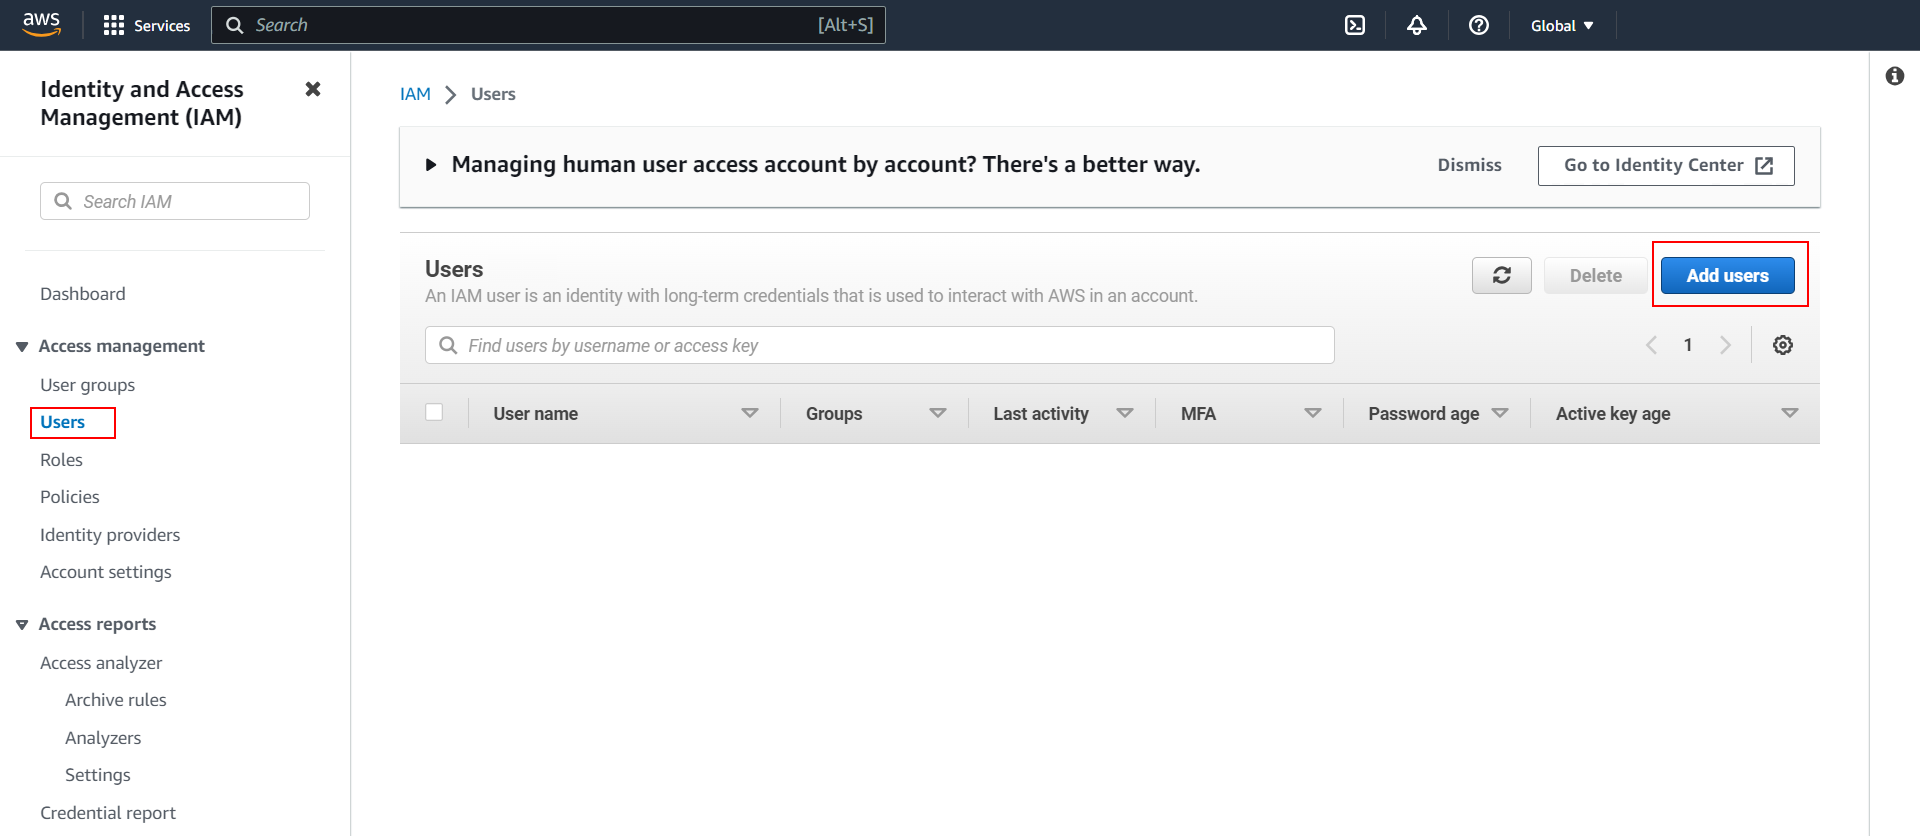 aws
Services
Search
[Alt+S]
Global
Identity and Access
Management (IAM)
Search IAM
Dashboard
Access management
User groups
Users
Roles
Policies
Identity providers
Account settings
Access reports
Access analyzer
Archive rules
Analyzers
Settings
Credential report
IAM
Users
Managing human user access account by account? There's a better way.
Dismiss
Go to Identity Center
Users
An IAM user is an identity with long-term credentials that is used to interact with AWS in an account.
Delete
Add users
Find users by username or access key
1
User name
Groups
Last activity
MFA
Password age
Active key age